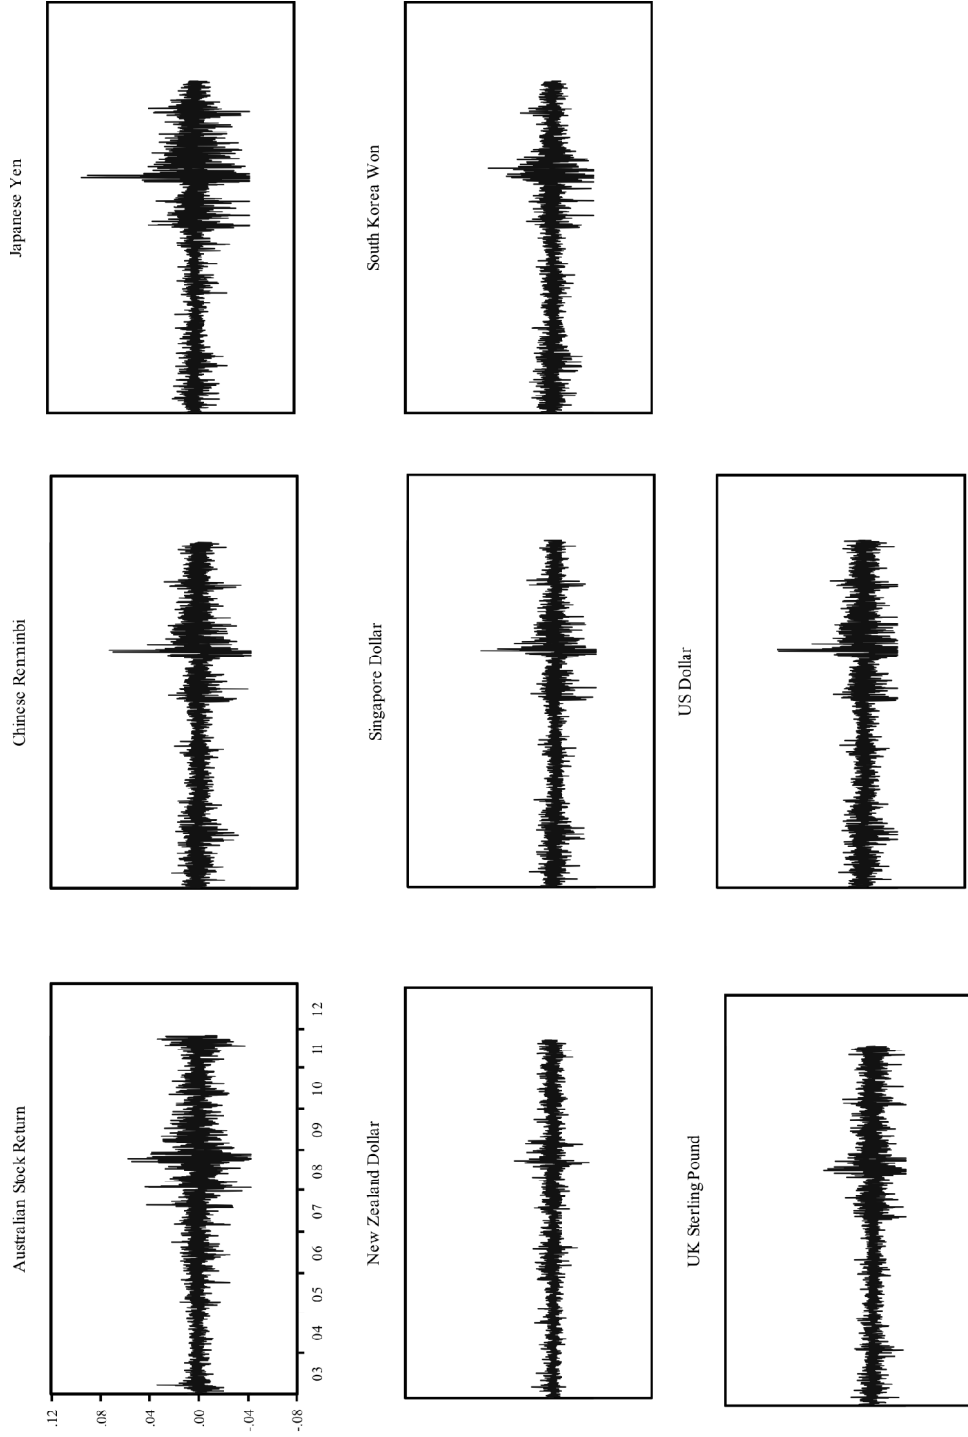 Australian Stock Return
Chinese Renminbi
Japanese Yen
.12
.08
.04
.00
-.04
-.08
03 04 05 06 07 08 09 10 11 12
New Zealand Dollar
Singapore Dollar
South Korea Won
UK Sterling Pound
US Dollar